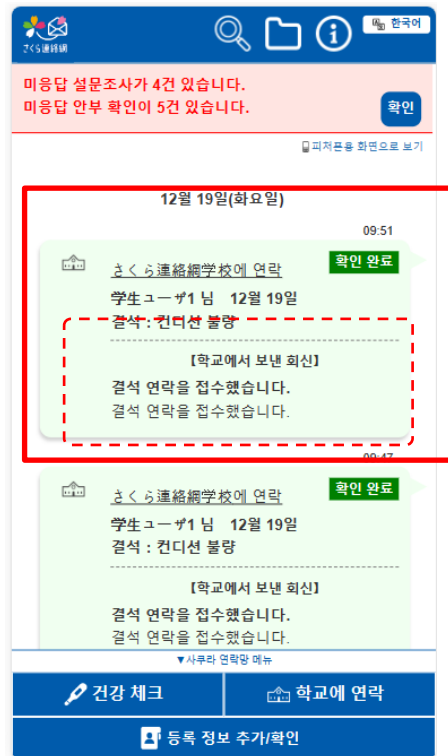 さくら連絡網
한국어
미응답 설문조사가 4건 있습니다.
미응답 안부 확인이 5건 있습니다.
확인
피처폰용 화면으로 보기
12월 19일(화요일)
09:51
확인 완료
さくら連絡網学校에 연락
学生ユーザ1 님 12월 19일
결석 : 컨디션 불량
【학교에서 보낸 회신】
결석 연락을 접수했습니다.
결석 연락을 접수했습니다.
09:47
확인 완료
さくら連絡網学校에 연락
学生ユーザ1 님 12월 19일
결석 : 컨디션 불량
【학교에서 보낸 회신】
결석 연락을 접수했습니다.
결석 연락을 접수했습니다.
▼사쿠라 연락망 메뉴
건강 체크
학교에 연락
등록 정보 추가/확인